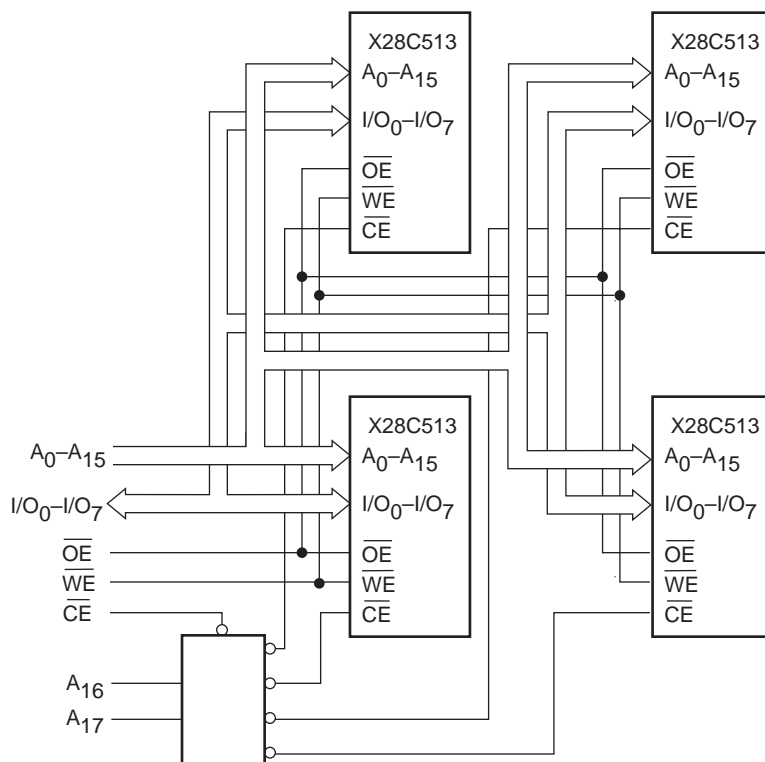 X28C513
A0–A15
I/O0–I/O7
OE
WE
CE
X28C513
A0–A15
I/O0–I/O7
OE
WE
CE
X28C513
A0–A15
I/O0–I/O7
OE
WE
CE
X28C513
A0–A15
I/O0–I/O7
OE
WE
CE
A0–A15
I/O0–I/O7
OE
WE
CE
A16
A17